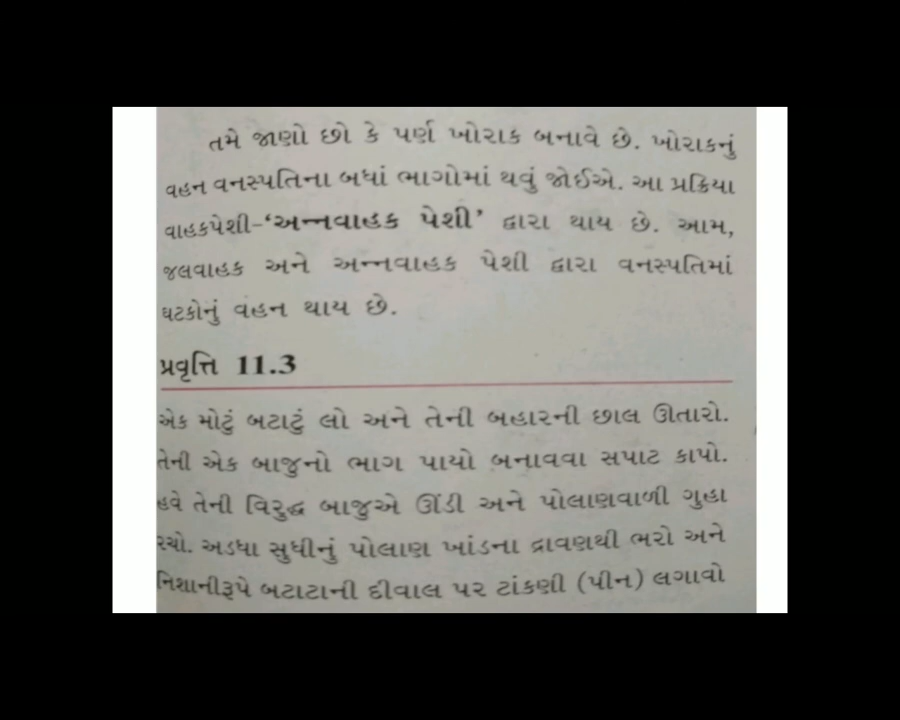 તમે જાણો છો કે પર્ણ ખોરાક બનાવે છે. ખોરાકનું
વહન વનસ્પતિના બધાં ભાગોમાં થવું જોઈએ. આ પ્રક્રિયા
વાહકપેશી-‘અન્નવાહક પેશી’ દ્વારા થાય છે. આમ,
જલવાહક અને અન્નવાહક પેશી દ્વારા વનસ્પતિમાં
ઘટકોનું વહન થાય છે.
પ્રવૃત્તિ 11.3
એક મોટું બટાટું લો અને તેની બહારની છાલ ઊતારો.
તેની એક બાજુનો ભાગ પાયો બનાવવા સપાટ કાપો.
હવે તેની વિરુદ્ધ બાજુએ ઊંડી અને પોલાણવાળી ગુહા
રચો. અડધા સુધીનું પોલાણ ખાંડના દ્રાવણથી ભરો અને
નિશાનીરૂપે બટાટાની દીવાલ પર ટાંકણી (પીન) લગાવો